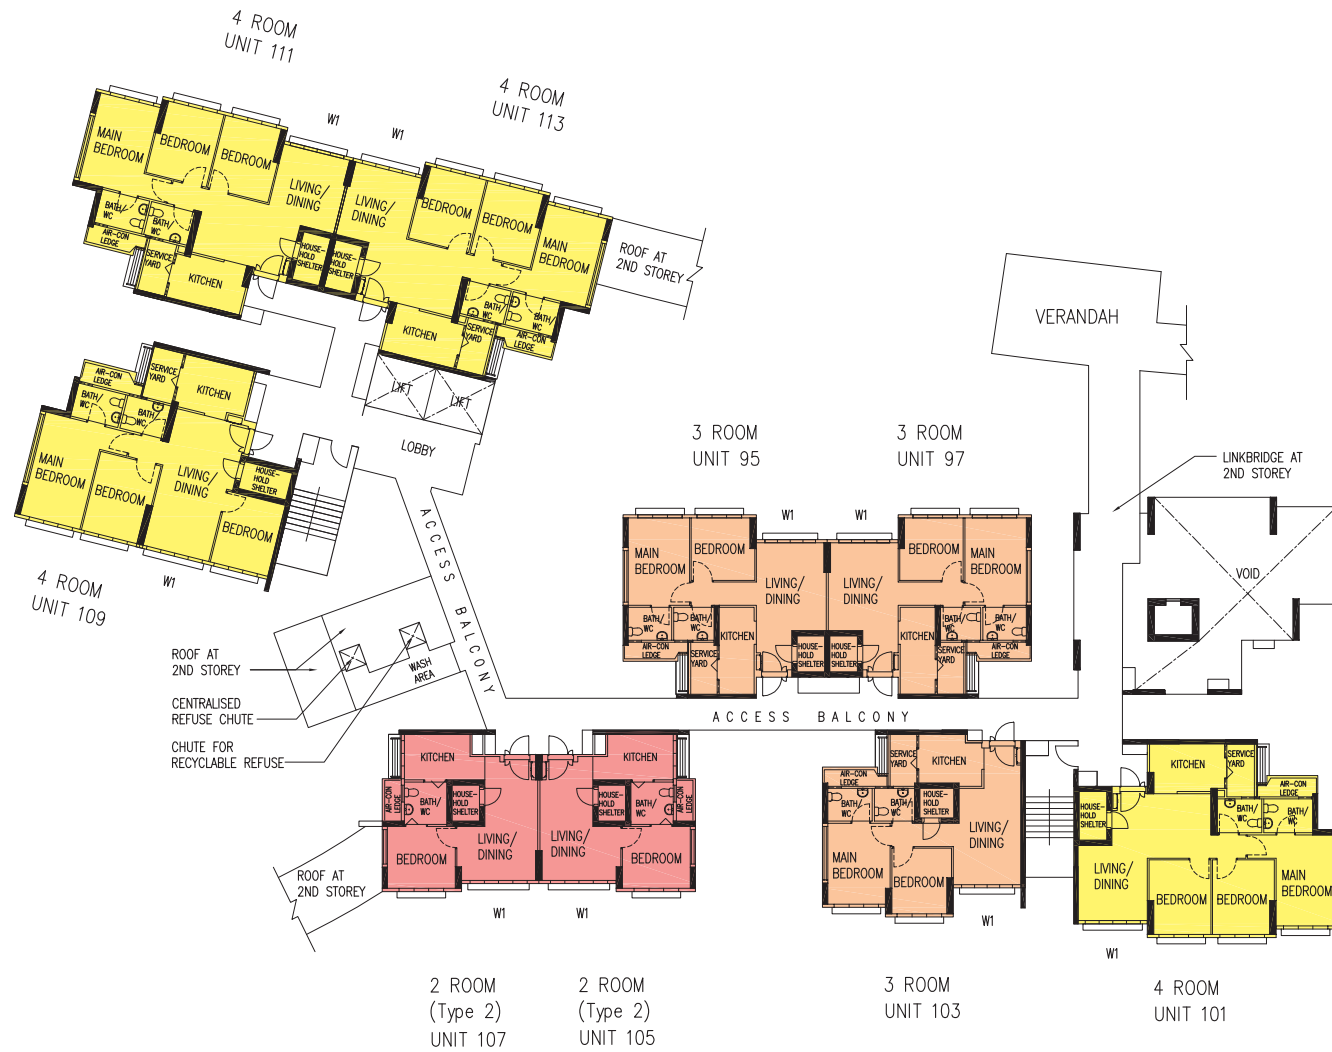 4 ROOM
UNIT 111
4 ROOM
UNIT 113
W1
W1
MAIN
BEDROOM
BEDROOM
BEDROOM
LIVING/
DINING
LIVING/
DINING
BEDROOM
BEDROOM
MAIN
BEDROOM
BATH/
WC
BATH/
WC
AIR-CON
LEDGE
SERVICE
YARD
KITCHEN
HOUSE-
HOLD
SHELTER
HOUSE-
HOLD
SHELTER
KITCHEN
SERVICE
YARD
BATH/
WC
BATH/
WC
AIR-CON
LEDGE
ROOF AT
2ND STOREY
VERANDAH
LIFT
LIFT
LOBBY
AIR-CON
LEDGE
SERVICE
YARD
KITCHEN
BATH/
WC
BATH/
WC
MAIN
BEDROOM
BEDROOM
LIVING/
DINING
HOUSE-
HOLD
SHELTER
BEDROOM
W1
4 ROOM
UNIT 109
3 ROOM
UNIT 95
3 ROOM
UNIT 97
LINKBRIDGE AT
2ND STOREY
VOID
ACCESS BALCONY
W1
W1
MAIN
BEDROOM
BEDROOM
LIVING/
DINING
LIVING/
DINING
BEDROOM
MAIN
BEDROOM
BATH/
WC
BATH/
WC
AIR-CON
LEDGE
SERVICE
YARD
KITCHEN
HOUSE-
HOLD
SHELTER
HOUSE-
HOLD
SHELTER
KITCHEN
SERVICE
YARD
BATH/
WC
BATH/
WC
AIR-CON
LEDGE
ROOF AT
2ND STOREY
WASH
AREA
CENTRALISED
REFUSE CHUTE
CHUTE FOR
RECYCLABLE REFUSE
ACCESS BALCONY
KITCHEN
AIR-CON
LEDGE
BATH/
WC
HOUSE-
HOLD
SHELTER
BEDROOM
LIVING/
DINING
KITCHEN
HOUSE-
HOLD
SHELTER
BATH/
WC
AIR-CON
LEDGE
LIVING/
DINING
BEDROOM
ROOF AT
2ND STOREY
W1
W1
2 ROOM
(Type 2)
UNIT 107
2 ROOM
(Type 2)
UNIT 105
SERVICE
YARD
KITCHEN
AIR-CON
LEDGE
BATH/
WC
BATH/
WC
HOUSE-
HOLD
SHELTER
MAIN
BEDROOM
BEDROOM
LIVING/
DINING
W1
3 ROOM
UNIT 103
KITCHEN
SERVICE
YARD
AIR-CON
LEDGE
HOUSE-
HOLD
SHELTER
BATH/
WC
BATH/
WC
LIVING/
DINING
BEDROOM
BEDROOM
MAIN
BEDROOM
W1
4 ROOM
UNIT 101